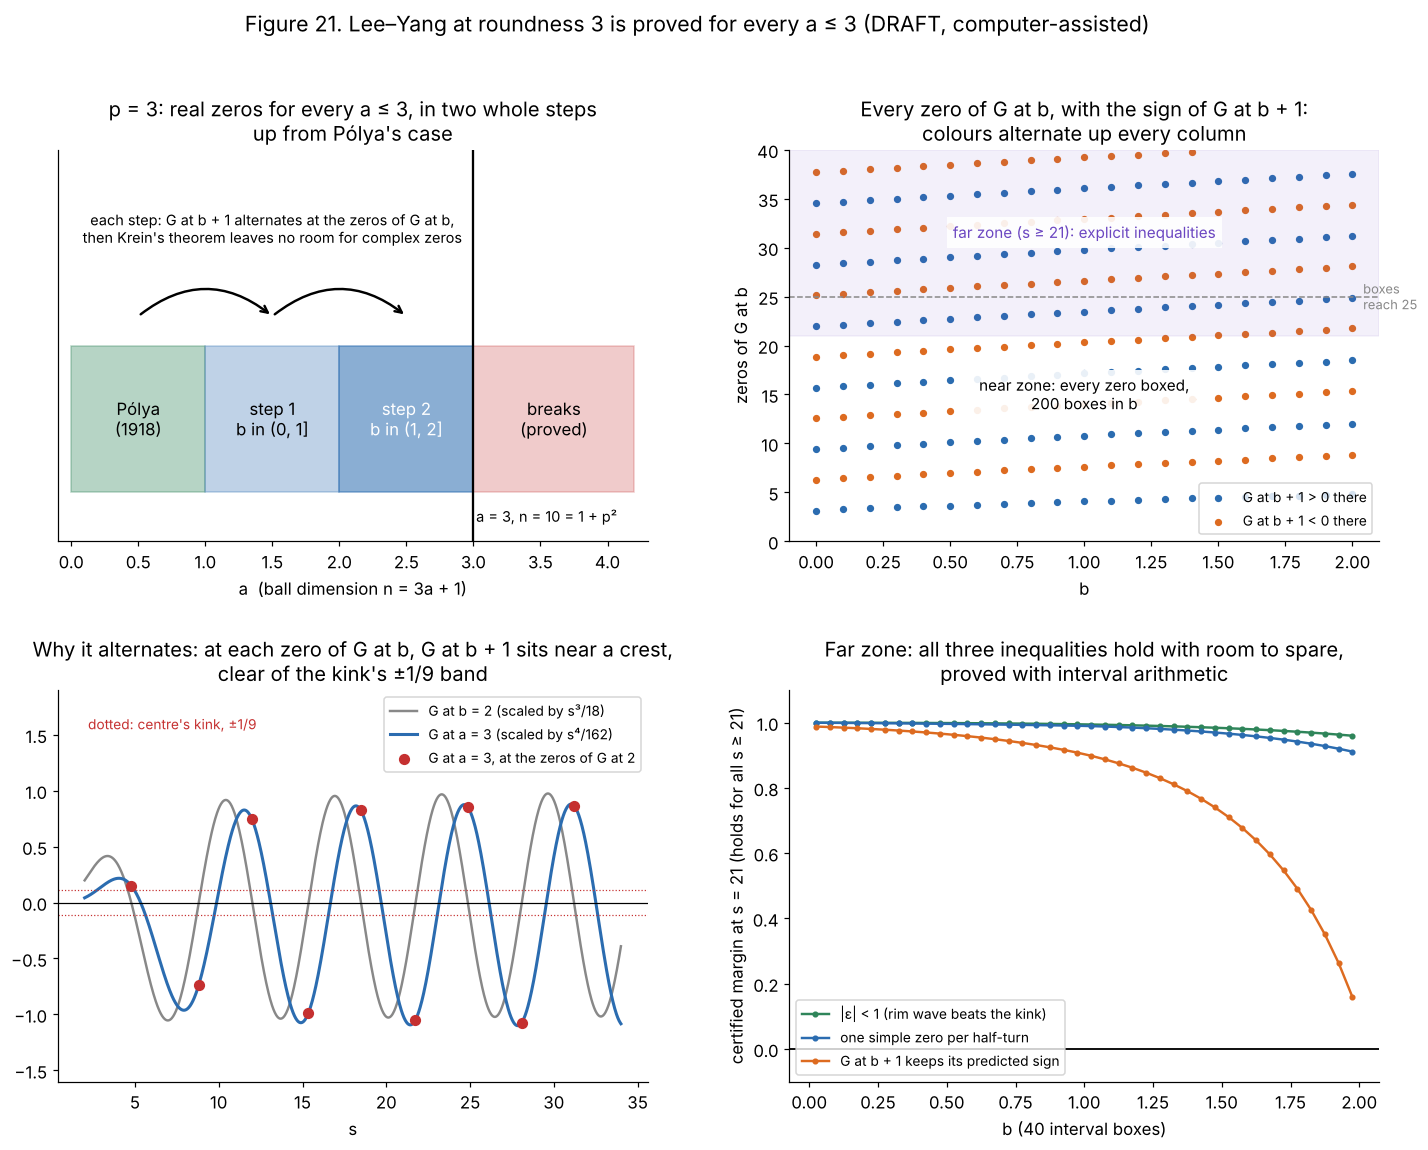 Figure 21. Lee–Yang at roundness 3 is proved for every a ≤ 3 (DRAFT, computer-assisted)
p = 3: real zeros for every a ≤ 3, in two whole steps
up from Pólya's case
each step: G at b + 1 alternates at the zeros of G at b,
then Krein's theorem leaves no room for complex zeros
Pólya
(1918)
step 1
b in (0, 1]
step 2
b in (1, 2]
breaks
(proved)
a = 3, n = 10 = 1 + p²
0.0 0.5 1.0 1.5 2.0 2.5 3.0 3.5 4.0
a (ball dimension n = 3a + 1)
Every zero of G at b, with the sign of G at b + 1:
colours alternate up every column
zeros of G at b
40
35
30
25
20
15
10
5
0
far zone (s ≥ 21): explicit inequalities
boxes
reach 25
near zone: every zero boxed,
200 boxes in b
G at b + 1 > 0 there
G at b + 1 < 0 there
0.00 0.25 0.50 0.75 1.00 1.25 1.50 1.75 2.00
b
Why it alternates: at each zero of G at b, G at b + 1 sits near a crest,
clear of the kink's ±1/9 band
dotted: centre's kink, ±1/9
G at b = 2 (scaled by s³/18)
G at a = 3 (scaled by s⁴/162)
G at a = 3, at the zeros of G at 2
1.5
1.0
0.5
0.0
−0.5
−1.0
−1.5
5 10 15 20 25 30 35
s
Far zone: all three inequalities hold with room to spare,
proved with interval arithmetic
certified margin at s = 21 (holds for all s ≥ 21)
1.0
0.8
0.6
0.4
0.2
0.0
|ε| < 1 (rim wave beats the kink)
one simple zero per half-turn
G at b + 1 keeps its predicted sign
0.00 0.25 0.50 0.75 1.00 1.25 1.50 1.75 2.00
b (40 interval boxes)